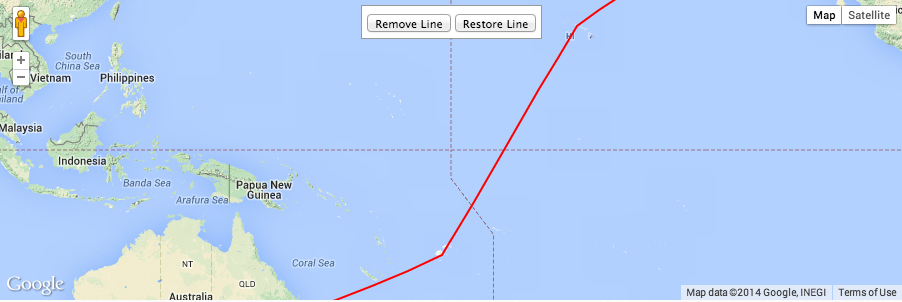 Remove Line Restore Line
Map Satellite
HI
South
China Sea
Philippines
Vietnam
Malaysia
Indonesia
Banda Sea
Papua New
Guinea
Arafura Sea
NT
Coral Sea
QLD
Australia
Google
Map data ©2014 Google, INEGI Terms of Use